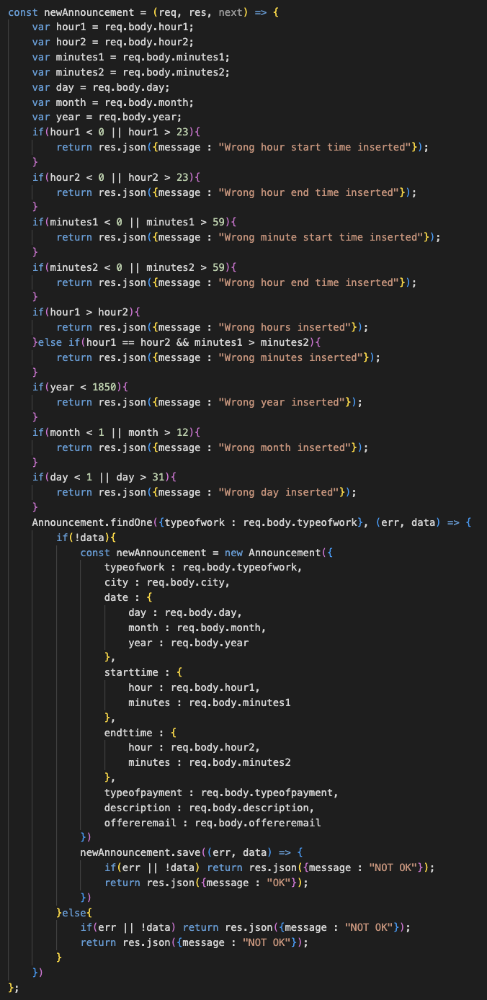 const newAnnouncement = (req, res, next) => {
    var hour1 = req.body.hour1;
    var hour2 = req.body.hour2;
    var minutes1 = req.body.minutes1;
    var minutes2 = req.body.minutes2;
    var day = req.body.day;
    var month = req.body.month;
    var year = req.body.year;
    if(hour1 < 0 || hour1 > 23){
        return res.json({message : "Wrong hour start time inserted"});
    }
    if(hour2 < 0 || hour2 > 23){
        return res.json({message : "Wrong hour end time inserted"});
    }
    if(minutes1 < 0 || minutes1 > 59){
        return res.json({message : "Wrong minute start time inserted"});
    }
    if(minutes2 < 0 || minutes2 > 59){
        return res.json({message : "Wrong hour end time inserted"});
    }
    if(hour1 > hour2){
        return res.json({message : "Wrong hours inserted"});
    }else if(hour1 == hour2 && minutes1 > minutes2){
        return res.json({message : "Wrong minutes inserted"});
    }
    if(year < 1850){
        return res.json({message : "Wrong year inserted"});
    }
    if(month < 1 || month > 12){
        return res.json({message : "Wrong month inserted"});
    }
    if(day < 1 || day > 31){
        return res.json({message : "Wrong day inserted"});
    }
    Announcement.findOne({typeofwork : req.body.typeofwork}, (err, data) => {
        if(!data){
            const newAnnouncement = new Announcement({
                typeofwork : req.body.typeofwork,
                city : req.body.city,
                date : {
                    day : req.body.day,
                    month : req.body.month,
                    year : req.body.year
                },
                starttime : {
                    hour : req.body.hour1,
                    minutes : req.body.minutes1
                },
                endttime : {
                    hour : req.body.hour2,
                    minutes : req.body.minutes2
                },
                typeofpayment : req.body.typeofpayment,
                description : req.body.description,
                offereremail : req.body.offereremail
            })
            newAnnouncement.save((err, data) => {
                if(err || !data) return res.json({message : "NOT OK"});
                return res.json({message : "OK"});
            })
        }else{
            if(err || !data) return res.json({message : "NOT OK"});
            return res.json({message : "NOT OK"});
        }
    })
};